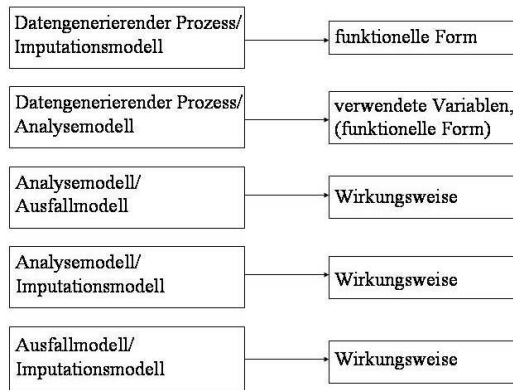 Datengenerierender Prozess/
Imputationsmodell
funktionelle Form
Datengenerierender Prozess/
Analysemodell
verwendete Variablen,
(funktionelle Form)
Analysemodell/
Ausfallmodell
Wirkungsweise
Analysemodell/
Imputationsmodell
Wirkungsweise
Ausfallmodell/
Imputationsmodell
Wirkungsweise